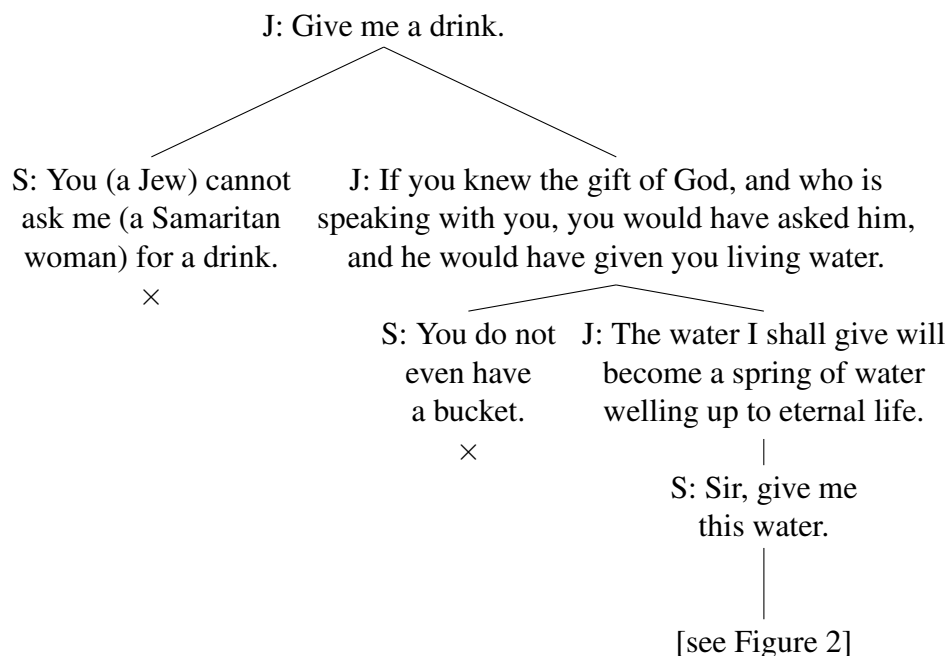 J: Give me a drink.
S: You (a Jew) cannot
ask me (a Samaritan
woman) for a drink.
×
J: If you knew the gift of God, and who is
speaking with you, you would have asked him,
and he would have given you living water.
S: You do not
even have
a bucket.
×
J: The water I shall give will
become a spring of water
welling up to eternal life.
S: Sir, give me
this water.
[see Figure 2]